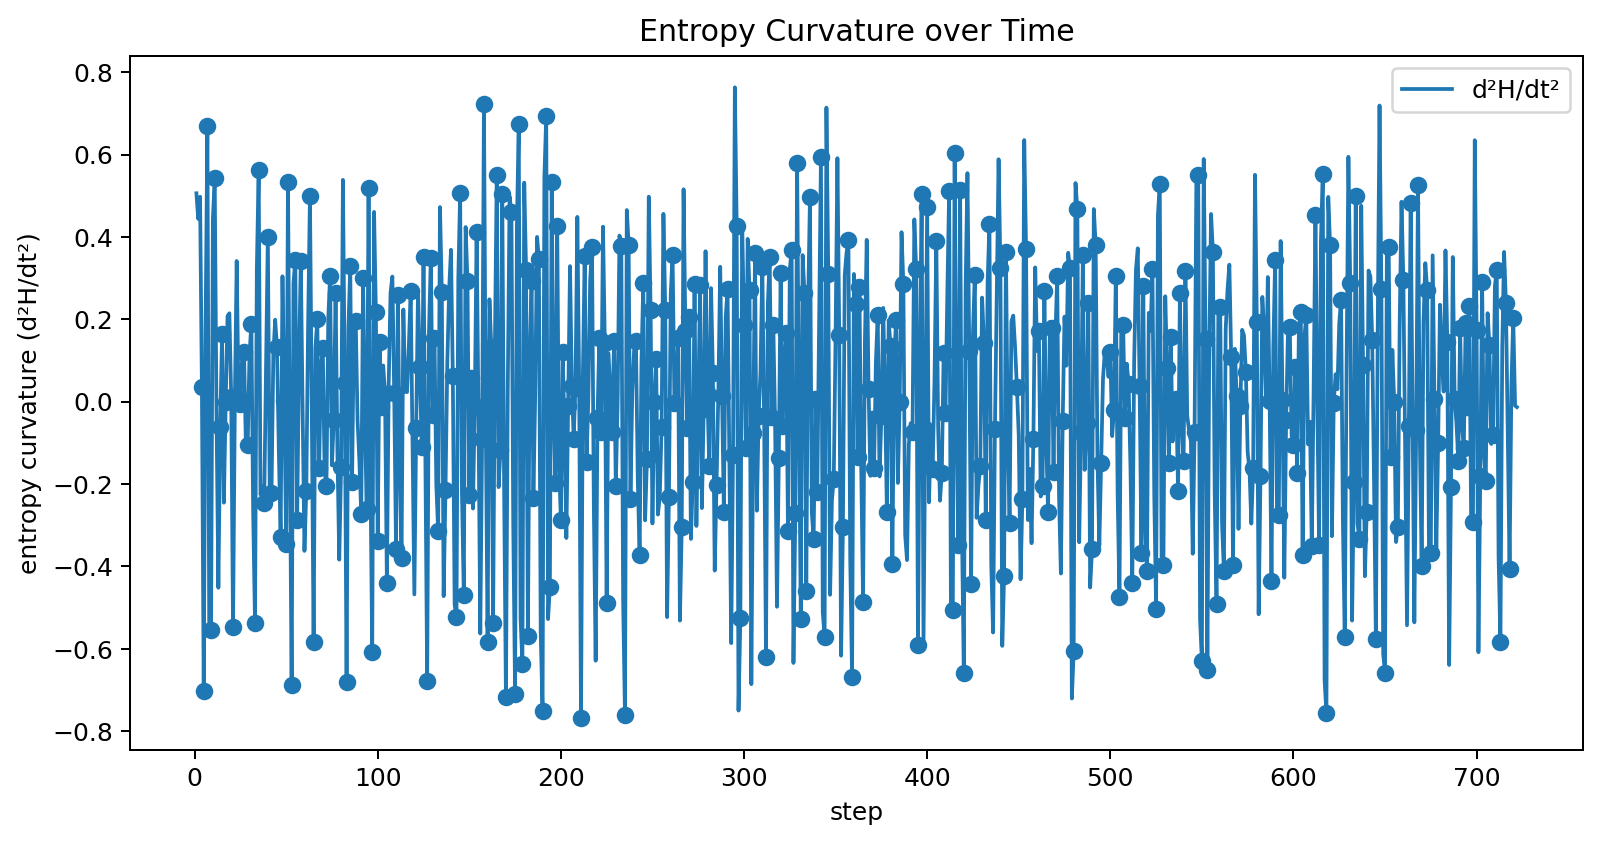 Entropy Curvature over Time
d²H/dt²
entropy curvature (d²H/dt²)
0.8
0.6
0.4
0.2
0.0
−0.2
−0.4
−0.6
−0.8
0 100 200 300 400 500 600 700
step